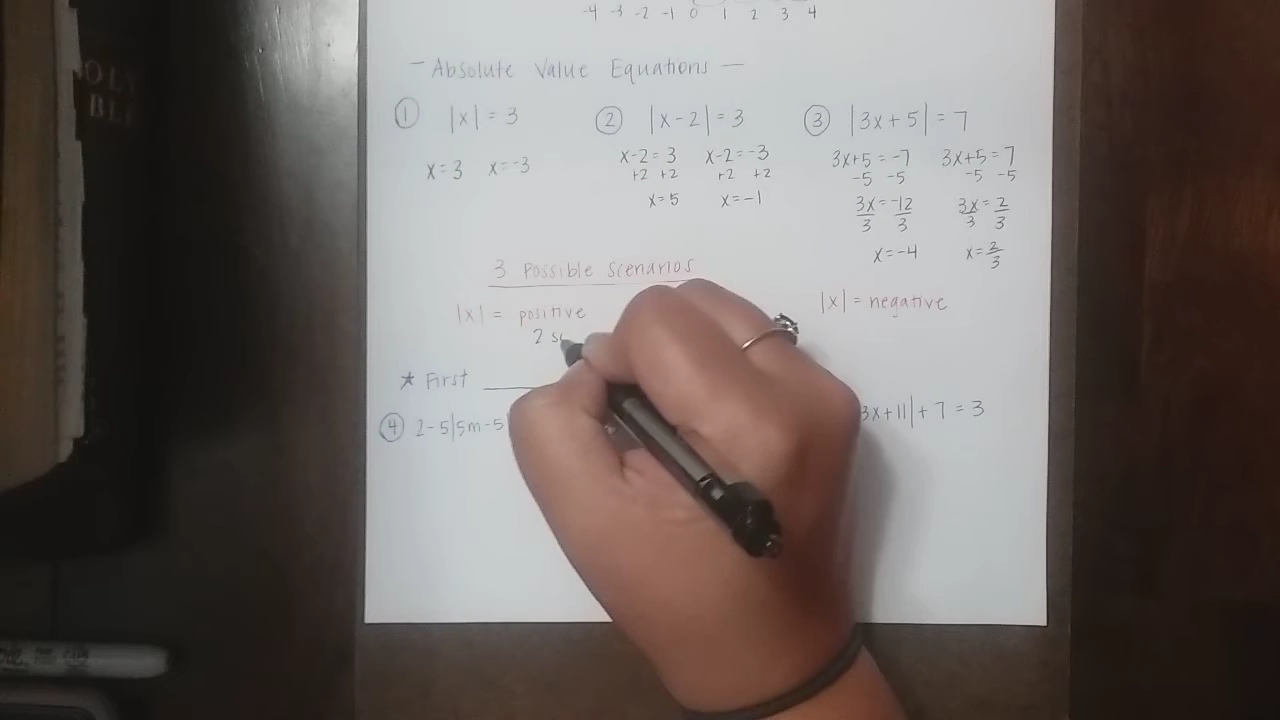 -4 -3 -2 -1 0 1 2 3 4
- Absolute Value Equations -
① |x| = 3 ② |x-2| = 3 ③ |3x+5| = 7
x=3 x=-3 x-2=3 x-2=-3 3x+5=-7 3x+5=7
+2 +2 +2 +2 -5 -5 -5 -5
x=5 x=-1 3x/3 = -12/3 3x/3 = 2/3
x=-4 x=2/3
3 Possible Scenarios
|x| = positive |x| = negative
2
★ First
④ 2-5|5m-5 3x+11|+7=3